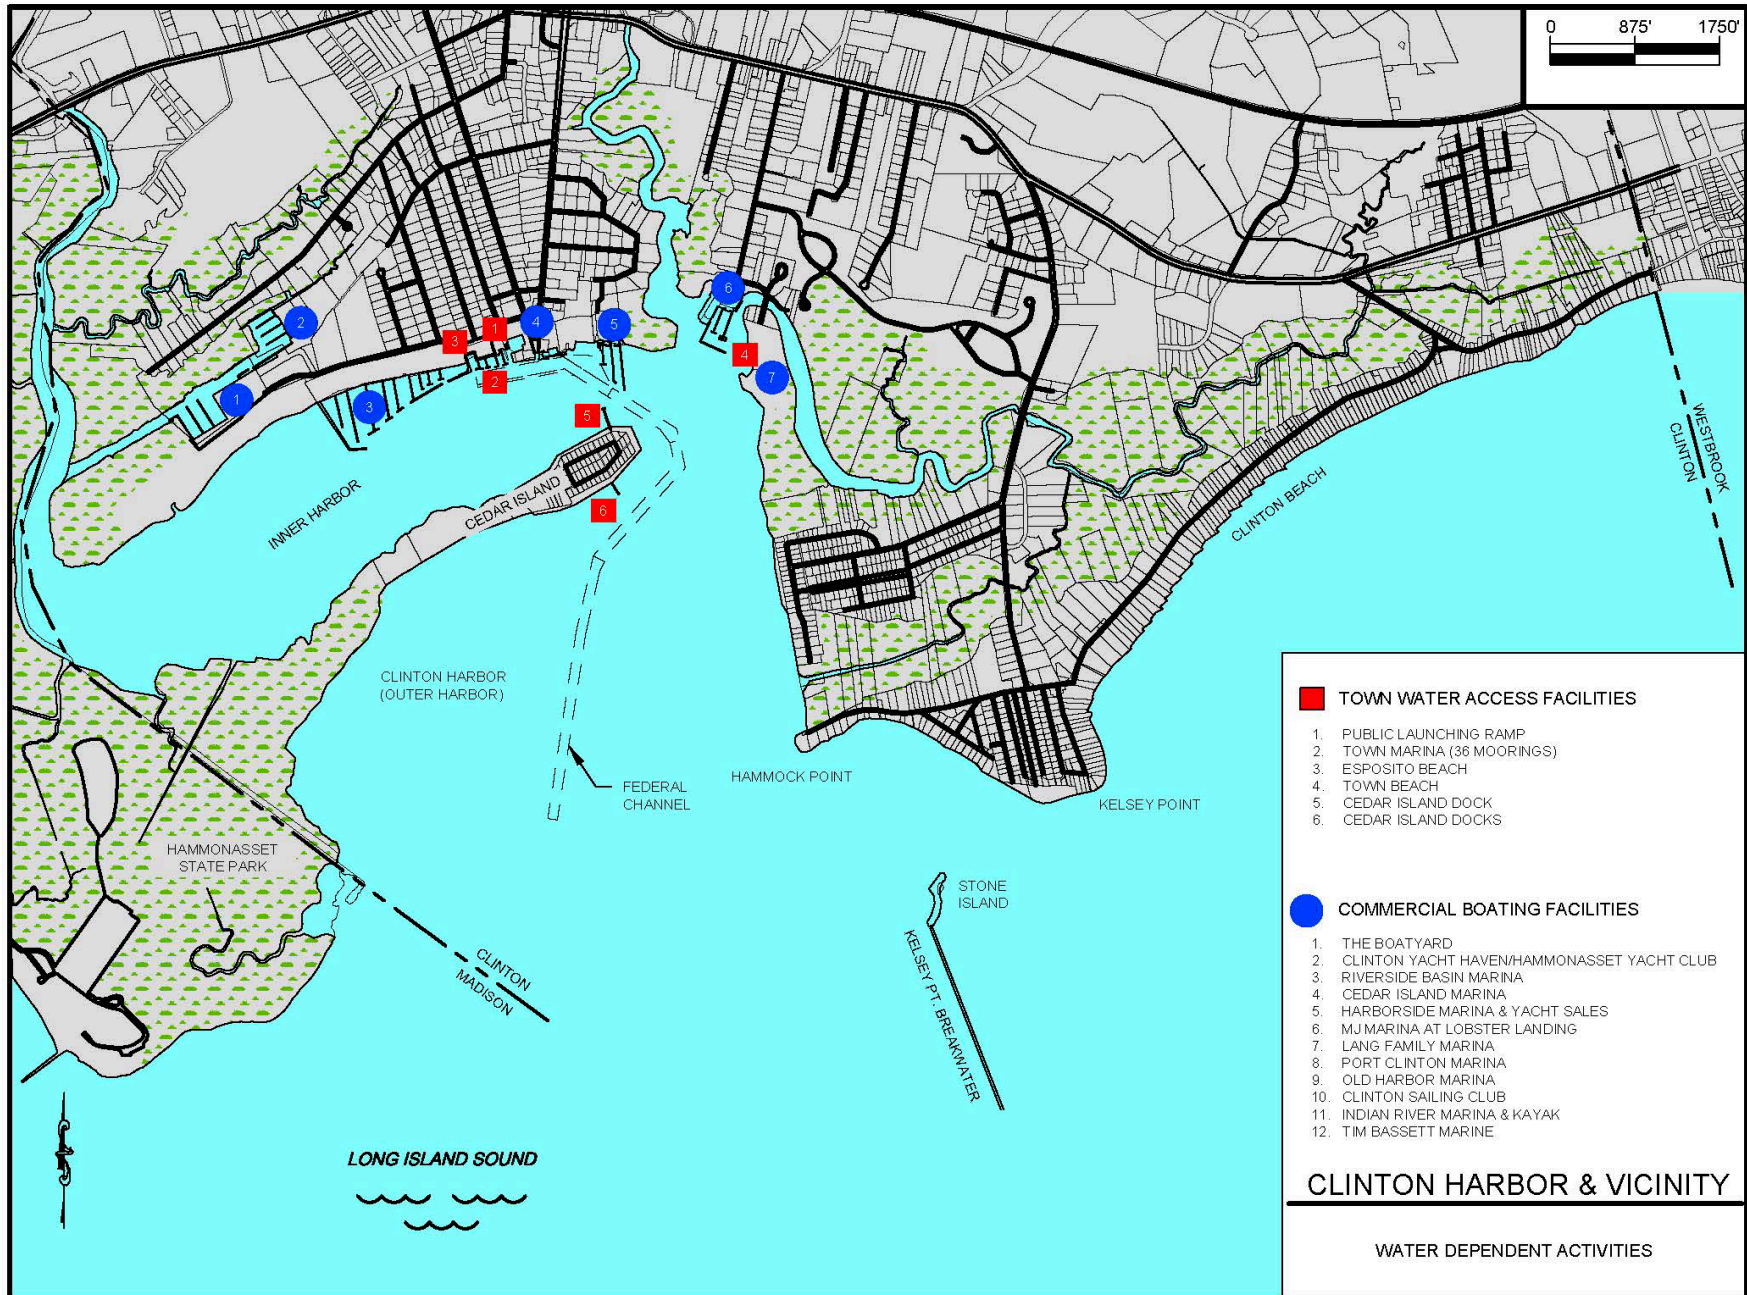 0 875' 1750'
2
1
3
1
3
2
4
5
6
4
7
5
6
INNER HARBOR
CEDAR ISLAND
CLINTON BEACH
WESTBROOK
CLINTON
CLINTON HARBOR
(OUTER HARBOR)
FEDERAL
CHANNEL
HAMMOCK POINT
KELSEY POINT
HAMMONASSET
STATE PARK
STONE
ISLAND
KELSEY PT. BREAKWATER
CLINTON
MADISON
LONG ISLAND SOUND
TOWN WATER ACCESS FACILITIES
1. PUBLIC LAUNCHING RAMP
2. TOWN MARINA (36 MOORINGS)
3. ESPOSITO BEACH
4. TOWN BEACH
5. CEDAR ISLAND DOCK
6. CEDAR ISLAND DOCKS
COMMERCIAL BOATING FACILITIES
1. THE BOATYARD
2. CLINTON YACHT HAVEN/HAMMONASSET YACHT CLUB
3. RIVERSIDE BASIN MARINA
4. CEDAR ISLAND MARINA
5. HARBORSIDE MARINA & YACHT SALES
6. MJ MARINA AT LOBSTER LANDING
7. LANG FAMILY MARINA
8. PORT CLINTON MARINA
9. OLD HARBOR MARINA
10. CLINTON SAILING CLUB
11. INDIAN RIVER MARINA & KAYAK
12. TIM BASSETT MARINE
CLINTON HARBOR & VICINITY
WATER DEPENDENT ACTIVITIES